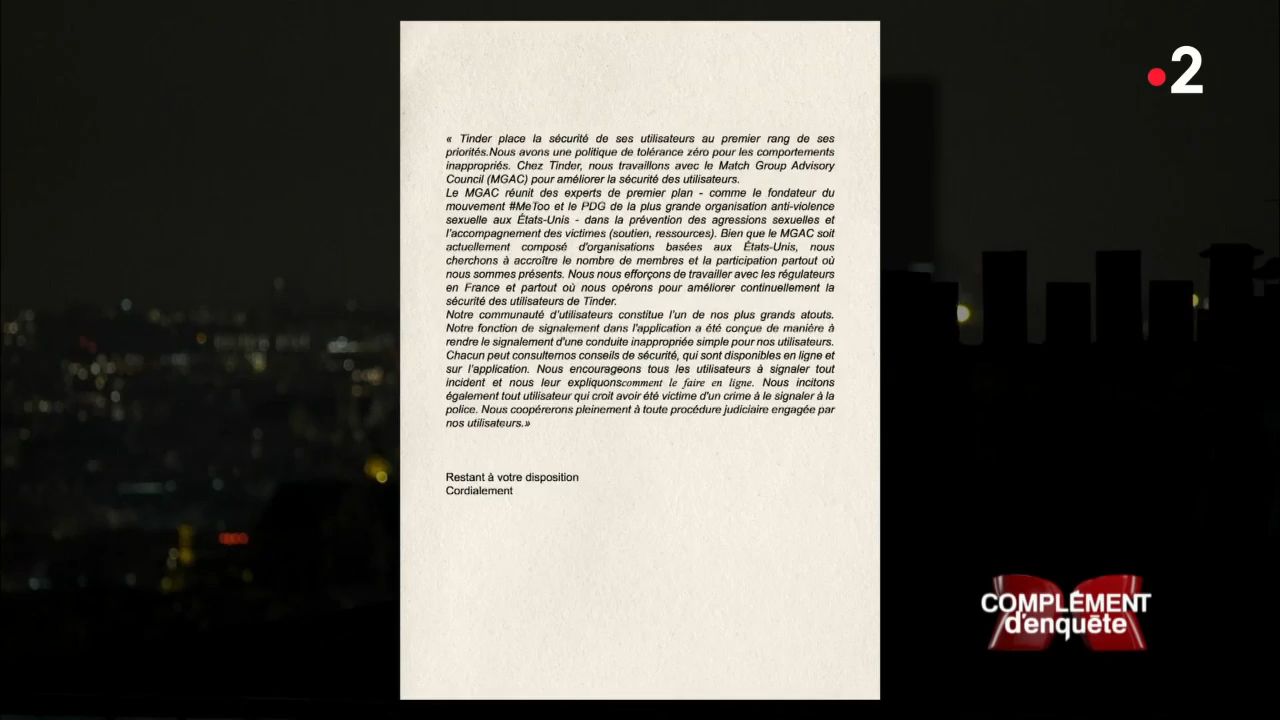 2
« Tinder place la sécurité de ses utilisateurs au premier rang de ses
priorités.Nous avons une politique de tolérance zéro pour les comportements
inappropriés. Chez Tinder, nous travaillons avec le Match Group Advisory
Council (MGAC) pour améliorer la sécurité des utilisateurs.
Le MGAC réunit des experts de premier plan - comme le fondateur du
mouvement #MeToo et le PDG de la plus grande organisation anti-violence
sexuelle aux États-Unis - dans la prévention des agressions sexuelles et
l'accompagnement des victimes (soutien, ressources). Bien que le MGAC soit
actuellement composé d'organisations basées aux États-Unis, nous
cherchons à accroître le nombre de membres et la participation partout où
nous sommes présents. Nous nous efforçons de travailler avec les régulateurs
en France et partout où nous opérons pour améliorer continuellement la
sécurité des utilisateurs de Tinder.
Notre communauté d'utilisateurs constitue l'un de nos plus grands atouts.
Notre fonction de signalement dans l'application a été conçue de manière à
rendre le signalement d'une conduite inappropriée simple pour nos utilisateurs.
Chacun peut consulternos conseils de sécurité, qui sont disponibles en ligne et
sur l'application. Nous encourageons tous les utilisateurs à signaler tout
incident et nous leur expliquonscomment le faire en ligne. Nous incitons
également tout utilisateur qui croit avoir été victime d'un crime à le signaler à la
police. Nous coopérerons pleinement à toute procédure judiciaire engagée par
nos utilisateurs.»
Restant à votre disposition
Cordialement
COMPLÉMENT
d'enquête